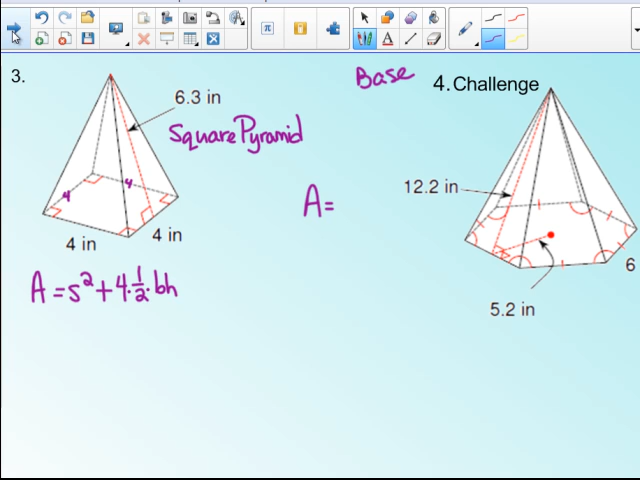 3.
6.3 in
Square Pyramid
4
4
4 in
4 in
A = s² + 4 · 1/2 · bh
Base
A =
4. Challenge
12.2 in
5.2 in
6